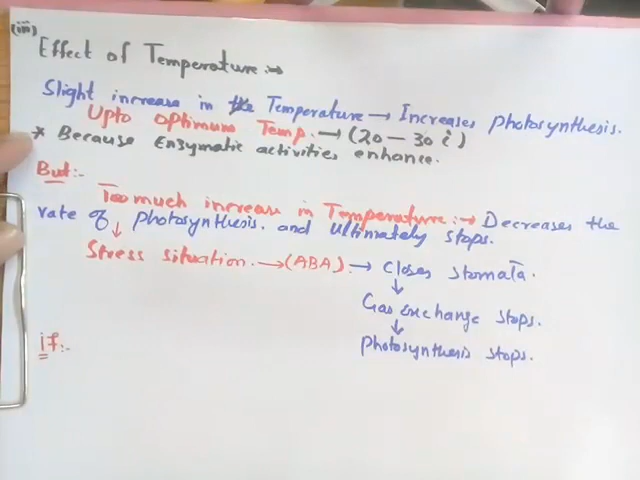 (iii)
Effect of Temperature:→
Slight increase in the Temperature → Increases photosynthesis.
Upto optimum Temp. → (20 - 30 c)
* Because Enzymatic activities enhance.
But:-
Too much increase in Temperature:→ Decreases the
rate of photosynthesis. and Ultimately stops.
↓
Stress situation. → (ABA) → Closes stomata.
↓
Gas exchange stops.
↓
Photosynthesis stops.
if:-